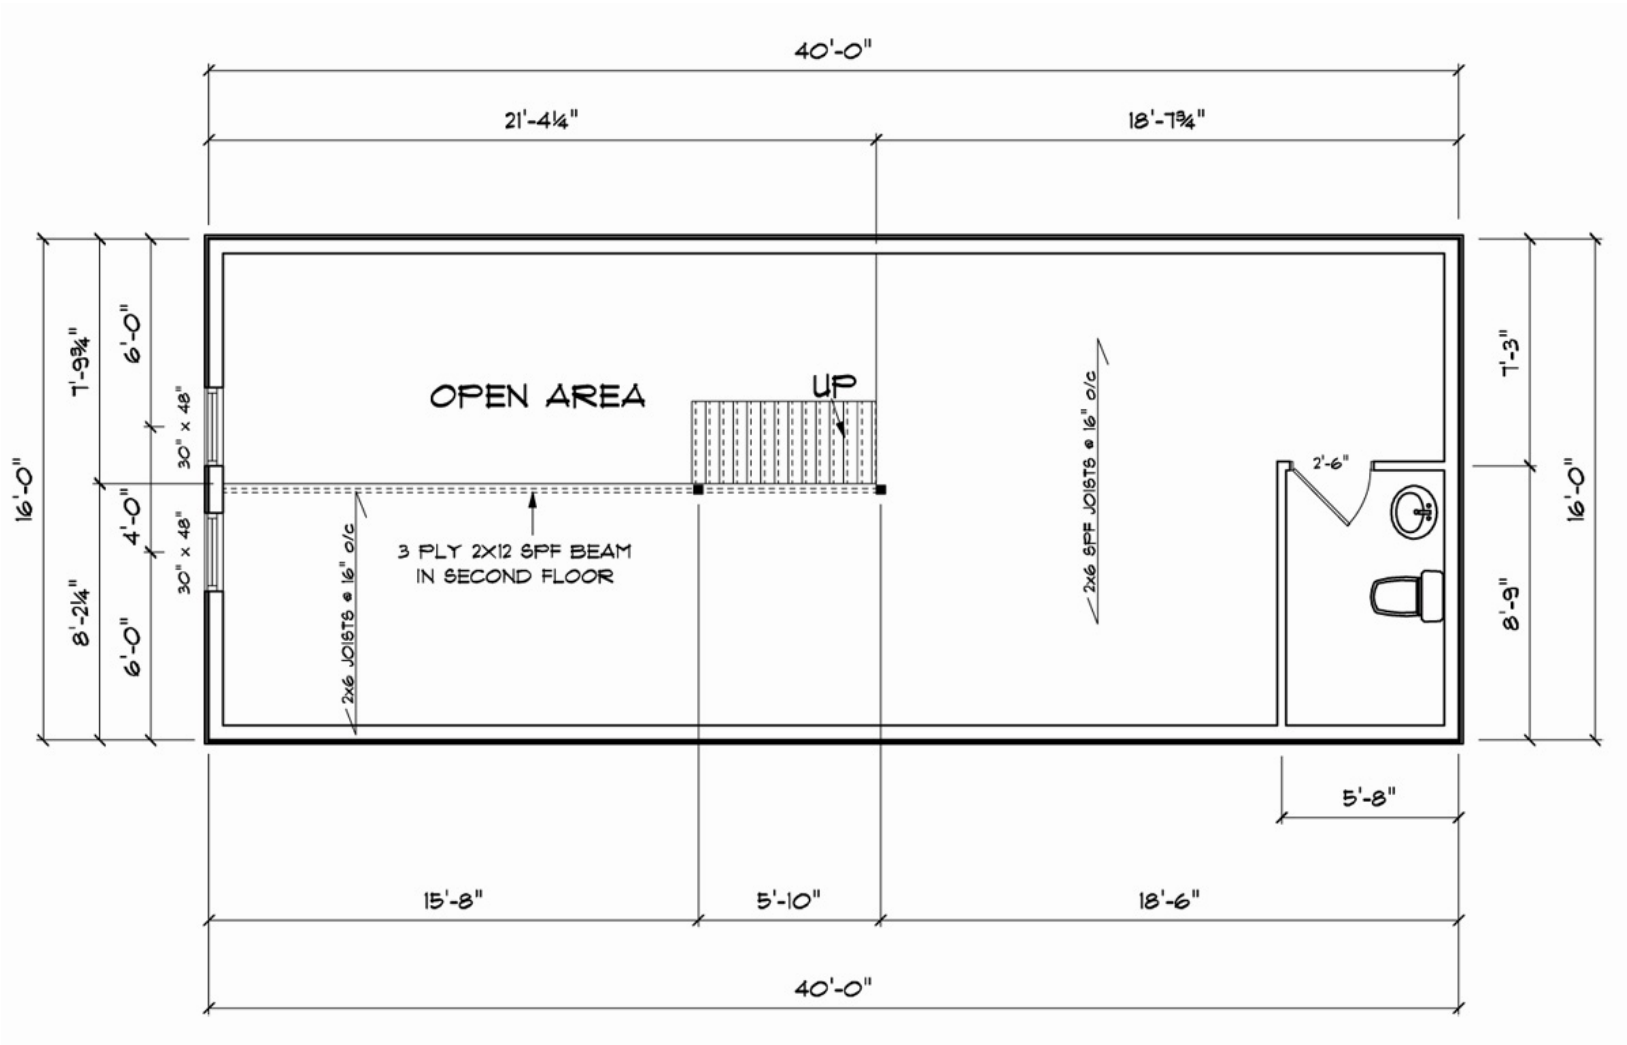 40'-0"
21'-4¼"
18'-7¾"
6'-0"
7'-9¾"
7'-3"
UP
OPEN AREA
30" x 48"
2x6 SPF JOISTS @ 16" O/C
2'-6"
16'-0"
16'-0"
4'-0"
30" x 48"
2x6 JOISTS @ 16" O/C
3 PLY 2X12 SPF BEAM
IN SECOND FLOOR
8'-2¼"
6'-0"
8'-9"
5'-8"
15'-8"
5'-10"
18'-6"
40'-0"